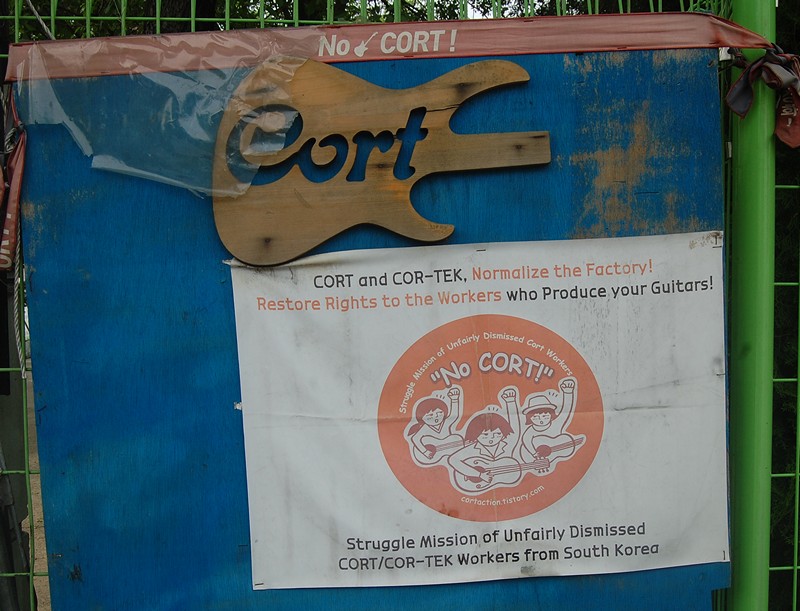 No CORT!
Cort
CORT and COR-TEK, Normalize the Factory!
Restore Rights to the Workers who Produce your Guitars!
Struggle Mission of Unfairly Dismissed Cort Workers
"No CORT!"
cortaction.tistory.com
Struggle Mission of Unfairly Dismissed
CORT/COR-TEK Workers from South Korea